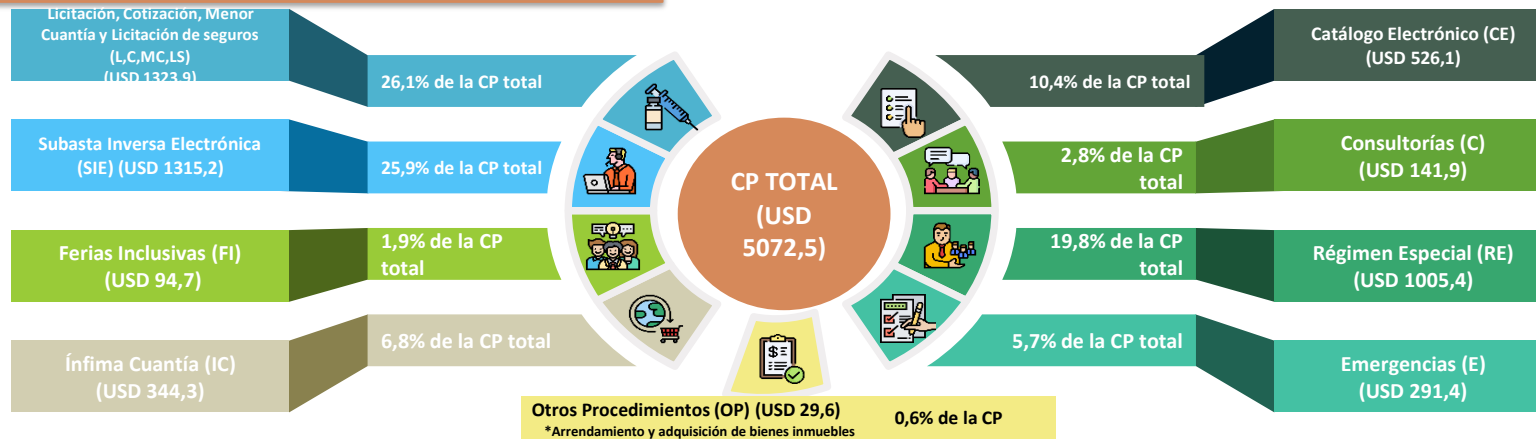 Licitación, Cotización, Menor
Cuantía y Licitación de seguros
(L,C,MC,LS)
(USD 1323,9)
26,1% de la CP total
Subasta Inversa Electrónica
(SIE) (USD 1315,2)
25,9% de la CP total
Ferias Inclusivas (FI)
(USD 94,7)
1,9% de la CP
total
Ínfima Cuantía (IC)
(USD 344,3)
6,8% de la CP total
CP TOTAL
(USD
5072,5)
10,4% de la CP total
Catálogo Electrónico (CE)
(USD 526,1)
2,8% de la CP
total
Consultorías (C)
(USD 141,9)
19,8% de la CP
total
Régimen Especial (RE)
(USD 1005,4)
5,7% de la CP total
Emergencias (E)
(USD 291,4)
Otros Procedimientos (OP) (USD 29,6)
*Arrendamiento y adquisición de bienes inmuebles
0,6% de la CP